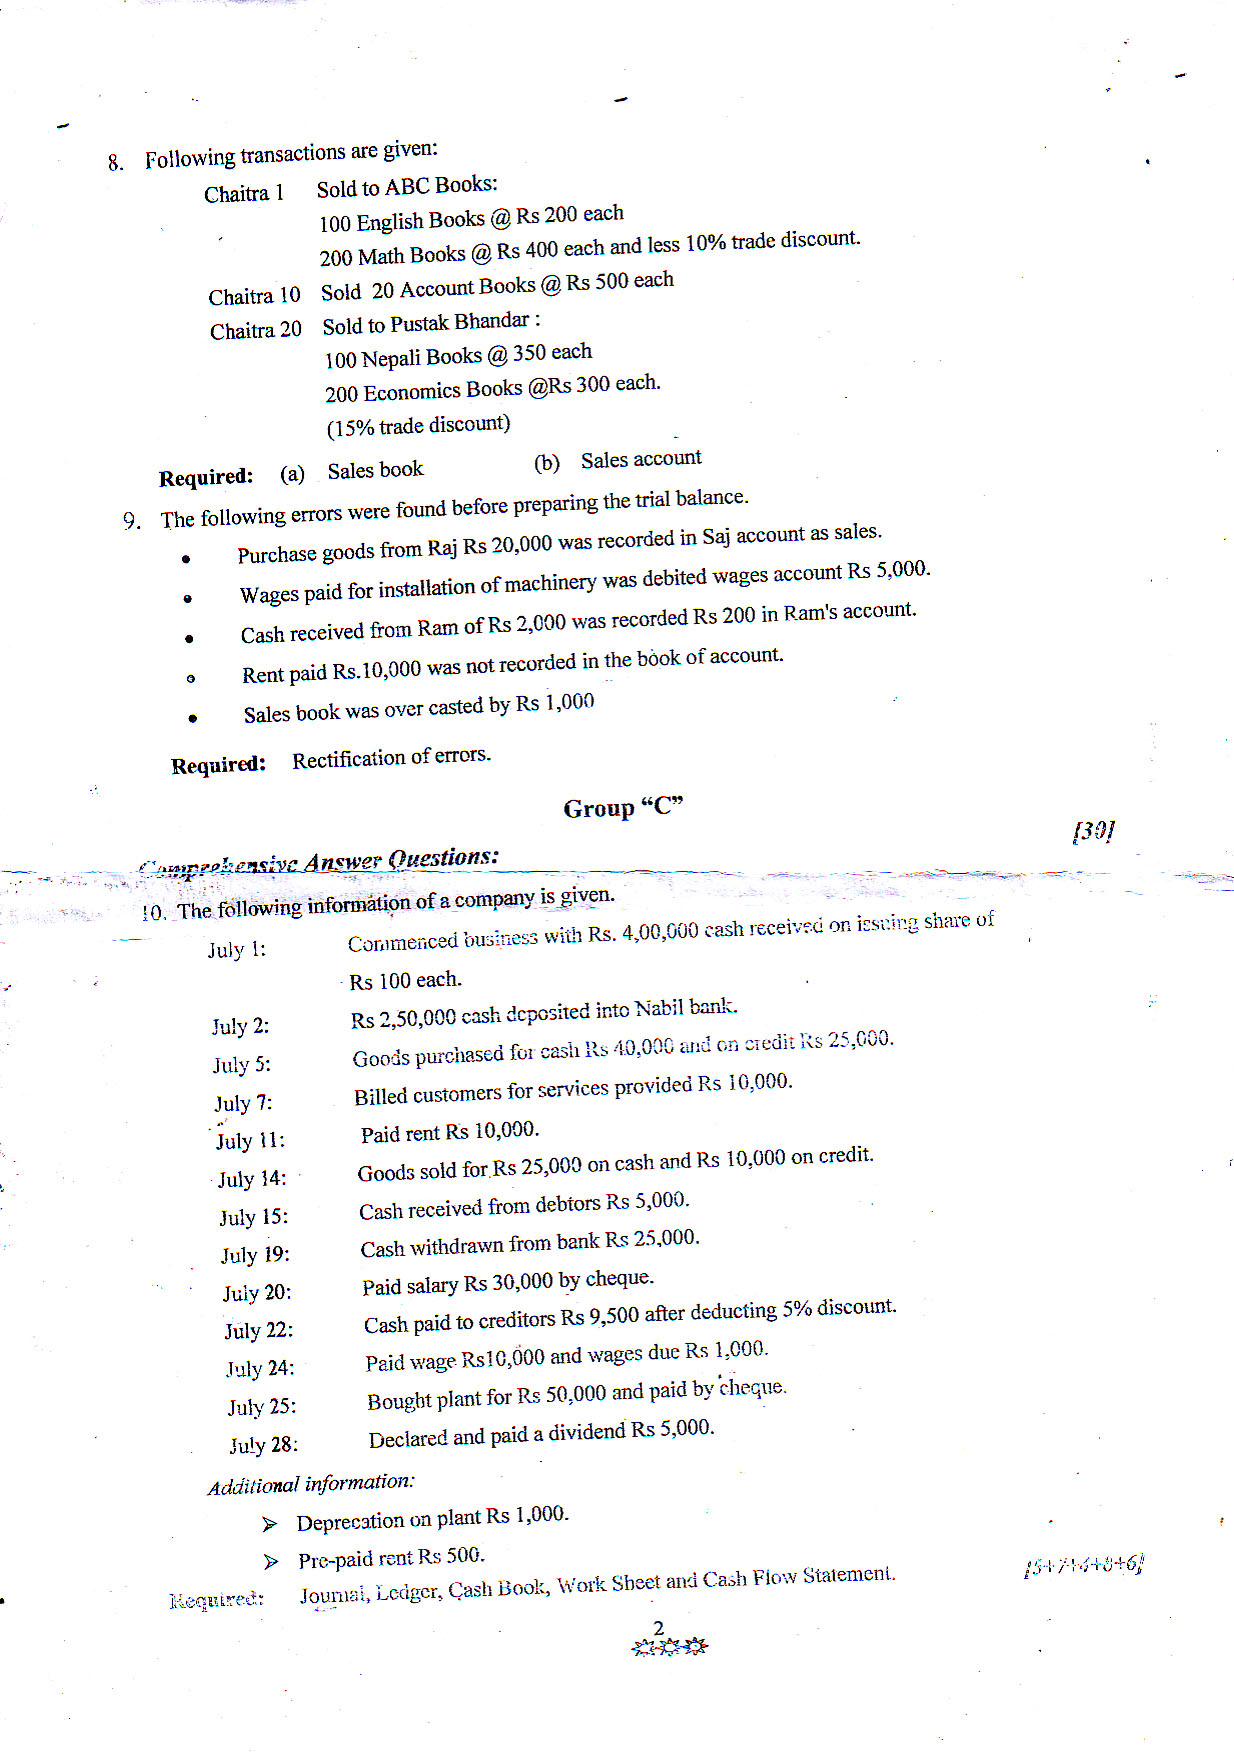 8. Following transactions are given:
Chaitra 1 Sold to ABC Books:
100 English Books @ Rs 200 each
200 Math Books @ Rs 400 each and less 10% trade discount.
Chaitra 10 Sold 20 Account Books @ Rs 500 each
Chaitra 20 Sold to Pustak Bhandar :
100 Nepali Books @ 350 each
200 Economics Books @Rs 300 each.
(15% trade discount)
Required: (a) Sales book (b) Sales account
9. The following errors were found before preparing the trial balance.
• Purchase goods from Raj Rs 20,000 was recorded in Saj account as sales.
• Wages paid for installation of machinery was debited wages account Rs 5,000.
• Cash received from Ram of Rs 2,000 was recorded Rs 200 in Ram's account.
• Rent paid Rs.10,000 was not recorded in the book of account.
• Sales book was over casted by Rs 1,000
Required: Rectification of errors.
Group “C”
[30]
Comprehensive Answer Questions:
10. The following information of a company is given.
July 1: Commenced business with Rs. 4,00,000 cash received on issuing share of
Rs 100 each.
July 2: Rs 2,50,000 cash deposited into Nabil bank.
July 5: Goods purchased for cash Rs 40,000 and on credit Rs 25,000.
July 7: Billed customers for services provided Rs 10,000.
July 11: Paid rent Rs 10,000.
July 14: Goods sold for Rs 25,000 on cash and Rs 10,000 on credit.
July 15: Cash received from debtors Rs 5,000.
July 19: Cash withdrawn from bank Rs 25,000.
July 20: Paid salary Rs 30,000 by cheque.
July 22: Cash paid to creditors Rs 9,500 after deducting 5% discount.
July 24: Paid wage Rs10,000 and wages due Rs 1,000.
July 25: Bought plant for Rs 50,000 and paid by cheque.
July 28: Declared and paid a dividend Rs 5,000.
Additional information:
➢ Deprecation on plant Rs 1,000.
➢ Pre-paid rent Rs 500.
Required: Journal, Ledger, Cash Book, Work Sheet and Cash Flow Statement.
2